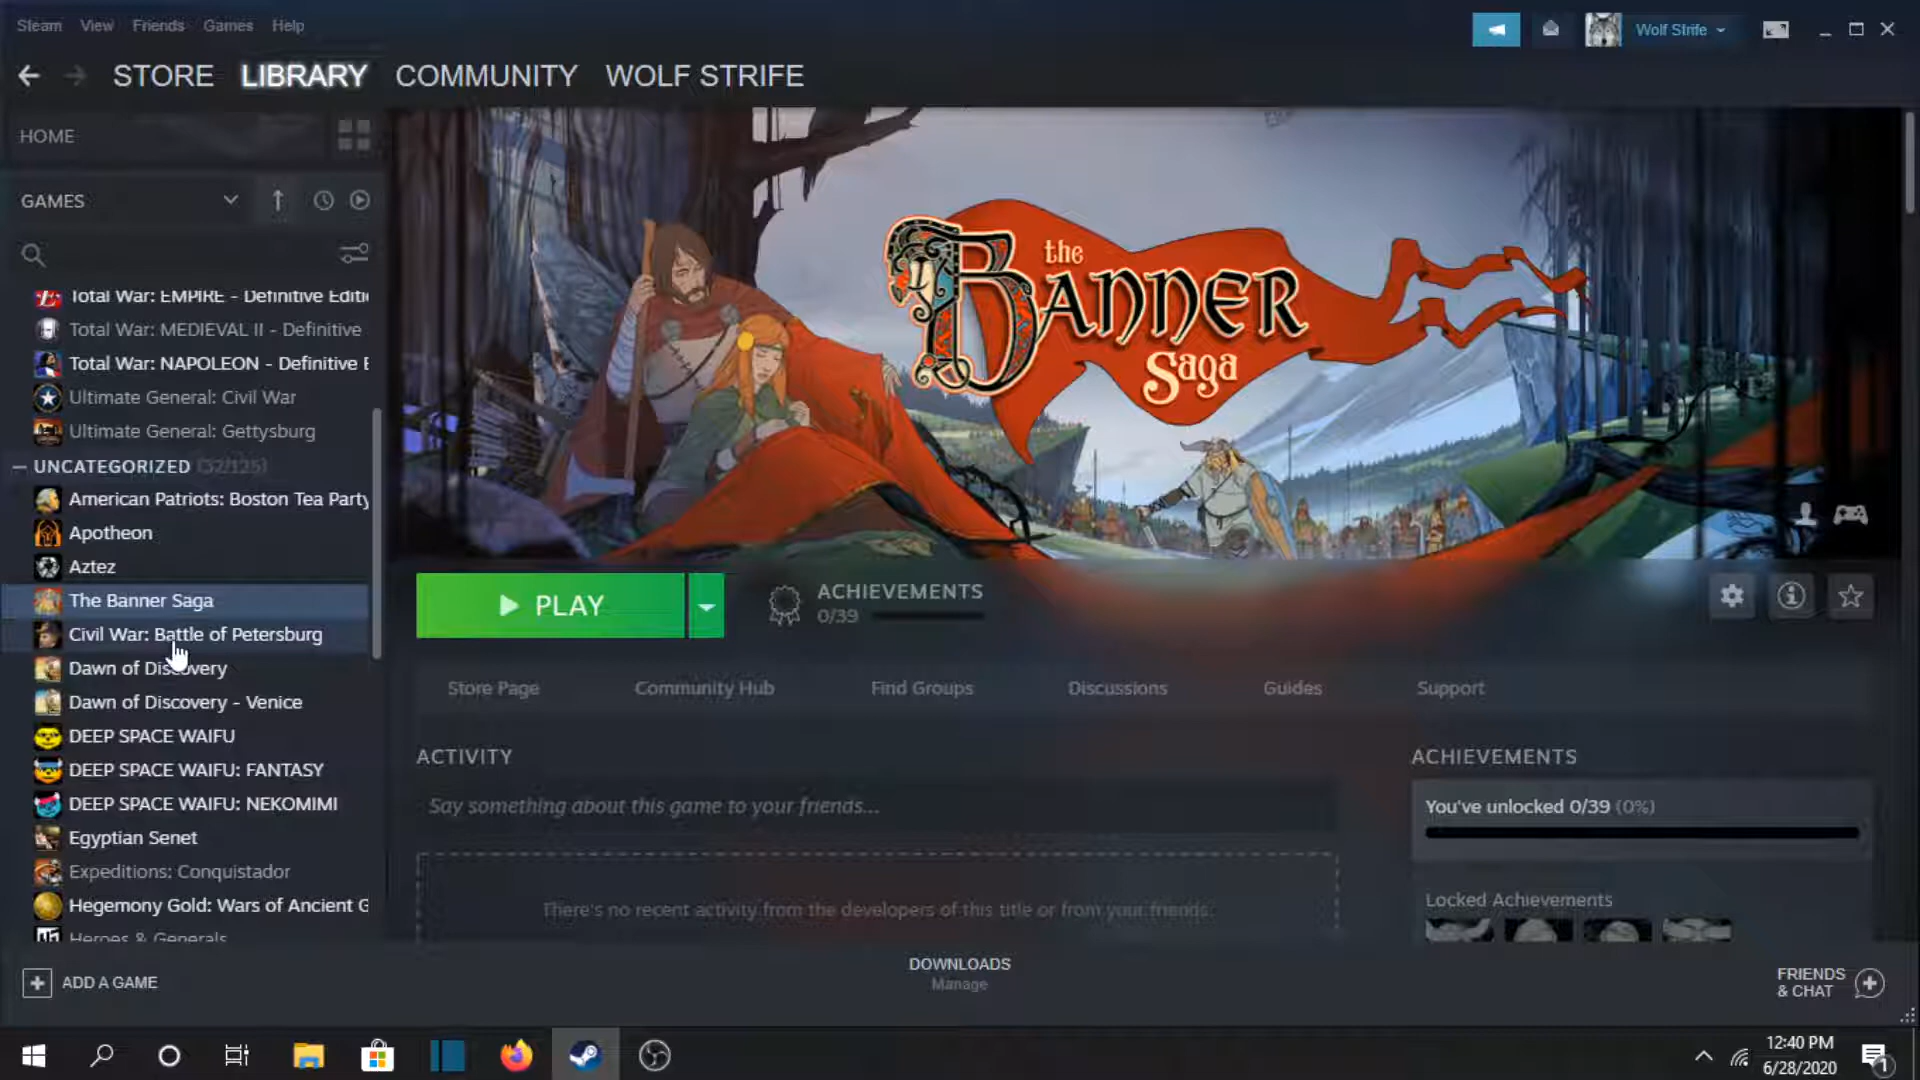 Steam View Friends Games Help
Wolf Strife
STORE LIBRARY COMMUNITY WOLF STRIFE
HOME
GAMES
Total War: EMPIRE - Definitive Editi
Total War: MEDIEVAL II - Definitive
Total War: NAPOLEON - Definitive E
Ultimate General: Civil War
Ultimate General: Gettysburg
UNCATEGORIZED (32/125)
American Patriots: Boston Tea Party
Apotheon
Aztez
The Banner Saga
Civil War: Battle of Petersburg
Dawn of Discovery
Dawn of Discovery - Venice
DEEP SPACE WAIFU
DEEP SPACE WAIFU: FANTASY
DEEP SPACE WAIFU: NEKOMIMI
Egyptian Senet
Expeditions: Conquistador
Hegemony Gold: Wars of Ancient G
Heroes & Generals
ADD A GAME
the
BANNER
Saga
PLAY
ACHIEVEMENTS
0/39
Store Page Community Hub Find Groups Discussions Guides Support
ACTIVITY
Say something about this game to your friends...
There's no recent activity from the developers of this title or from your friends.
ACHIEVEMENTS
You've unlocked 0/39 (0%)
Locked Achievements
DOWNLOADS
Manage
FRIENDS
& CHAT
12:40 PM
6/28/2020
1